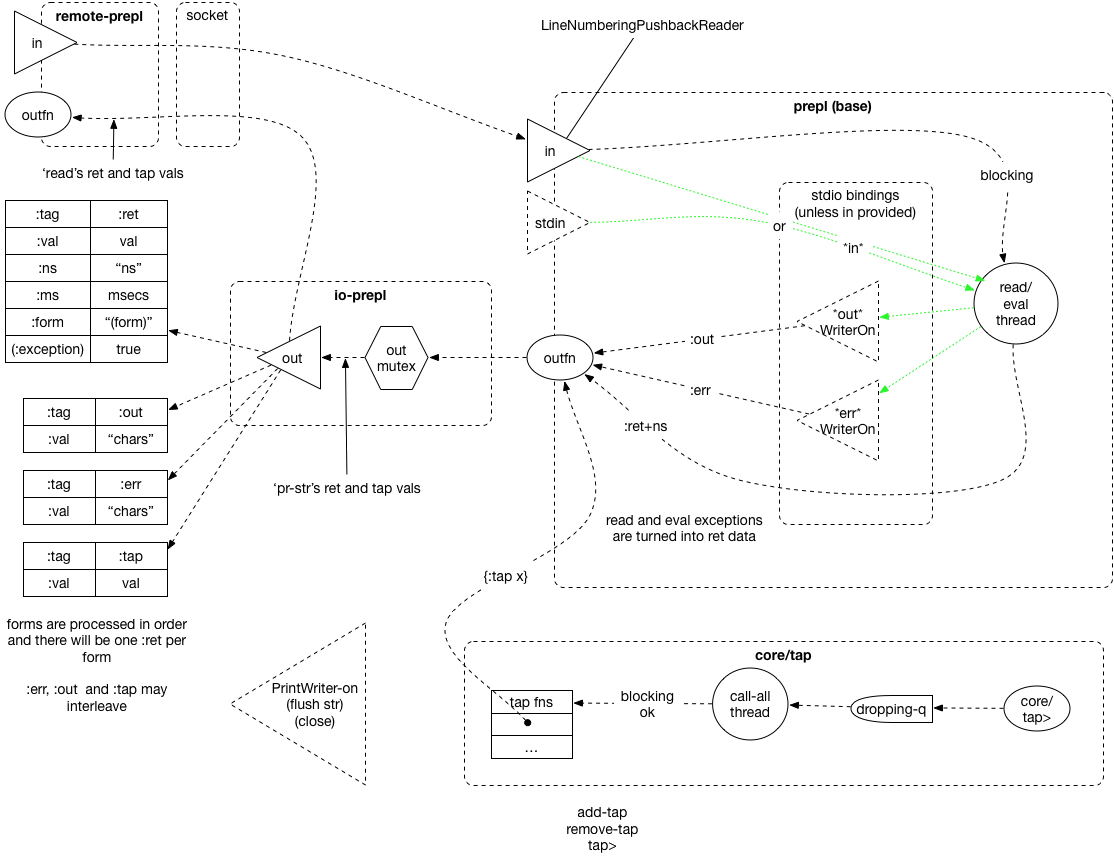 remote-prepl
socket
in
outfn
‘read’s ret and tap vals
LineNumberingPushbackReader
prepl (base)
in
blocking
stdin
stdio bindings
(unless in provided)
or
*in*
read/
eval
thread
*out*
WriterOn
:out
*err*
WriterOn
:err
outfn
:ret+ns
read and eval exceptions
are turned into ret data
io-prepl
out
out
mutex
‘pr-str’s ret and tap vals
:tag :ret
:val val
:ns “ns”
:ms msecs
:form “(form)”
(:exception) true
:tag :out
:val “chars”
:tag :err
:val “chars”
:tag :tap
:val val
forms are processed in order
and there will be one :ret per
form
:err, :out and :tap may
interleave
PrintWriter-on
(flush str)
(close)
{:tap x}
core/tap
tap fns
...
blocking
ok
call-all
thread
dropping-q
core/
tap>
add-tap
remove-tap
tap>